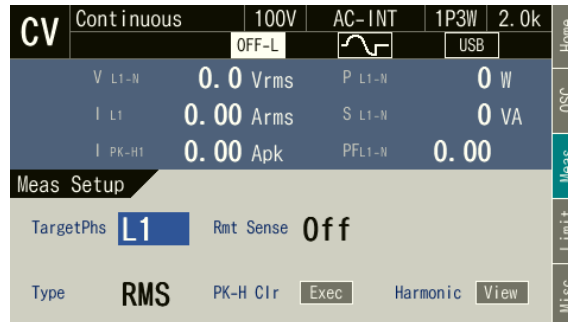 CV Continuous 100V AC-INT 1P3W 2.0k
OFF-L USB
V L1-N 0.0 Vrms P L1-N 0 W
I L1 0.00 Arms S L1-N 0 VA
I PK-H1 0.00 Apk PFL1-N 0.00
Meas Setup
TargetPhs L1 Rmt Sense Off
Type RMS PK-H Clr Exec Harmonic View
Home
OSC
Meas
Limit
Misc